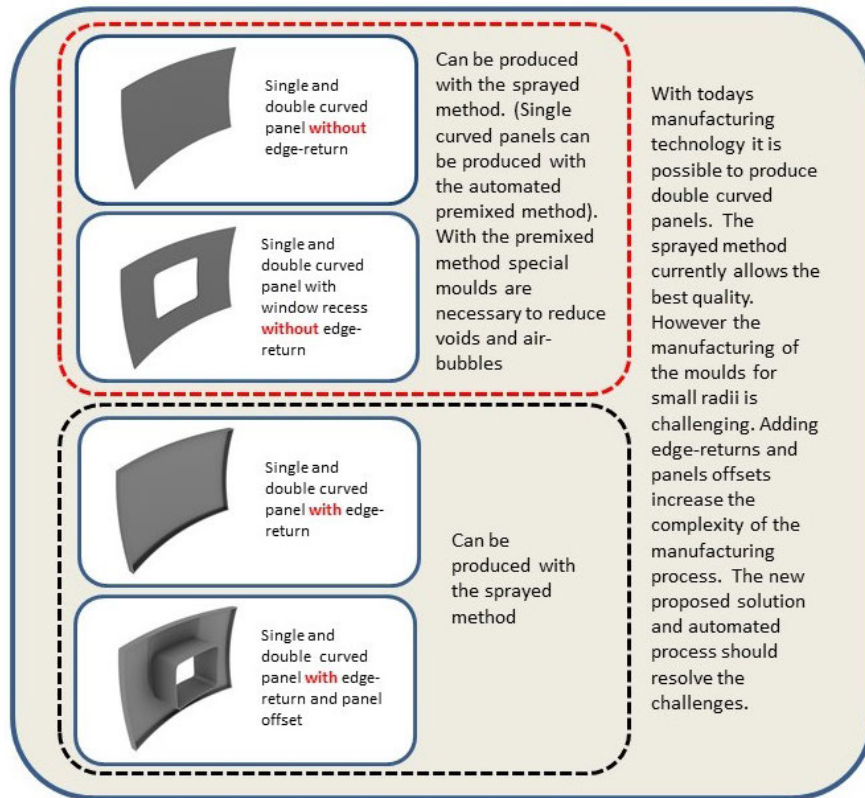 Single and
double curved
panel without
edge-return
Can be produced
with the sprayed
method. (Single
curved panels can
be produced with
the automated
premixed method).
With the premixed
method special
moulds are
necessary to reduce
voids and air-
bubbles
Single and
double curved
panel with
window recess
without edge-
return
Single and
double curved
panel with edge-
return
Can be
produced with
the sprayed
method
Single and
double curved
panel with edge-
return and panel
offset
With todays
manufacturing
technology it is
possible to produce
double curved
panels. The
sprayed method
currently allows the
best quality.
However the
manufacturing of
the moulds for
small radii is
challenging. Adding
edge-returns and
panels offsets
increase the
complexity of the
manufacturing
process. The new
proposed solution
and automated
process should
resolve the
challenges.